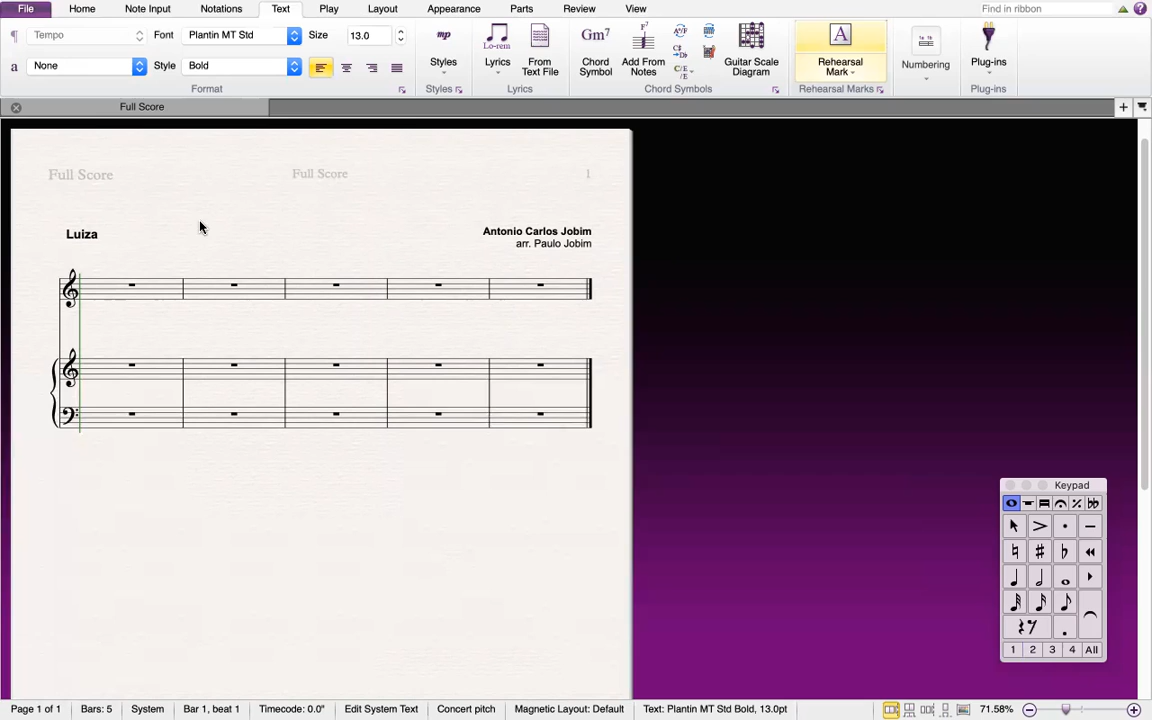 File Home Note Input Notations Text Play Layout Appearance Parts Review View Find in ribbon
Tempo Font Plantin MT Std Size 13.0
None Style Bold
mp Styles
Lo-rem Lyrics
From Text File
Gm7 Chord Symbol
F7 Add From Notes
Guitar Scale Diagram
A Rehearsal Mark
Numbering
Plug-ins
Format Styles Lyrics Chord Symbols Rehearsal Marks Plug-ins
Full Score
Full Score Full Score 1
Luiza
Antonio Carlos Jobim
arr. Paulo Jobim
Keypad
1 2 3 4 All
Page 1 of 1 Bars: 5 System Bar 1, beat 1 Timecode: 0.0" Edit System Text Concert pitch Magnetic Layout: Default Text: Plantin MT Std Bold, 13.0pt 71.58%